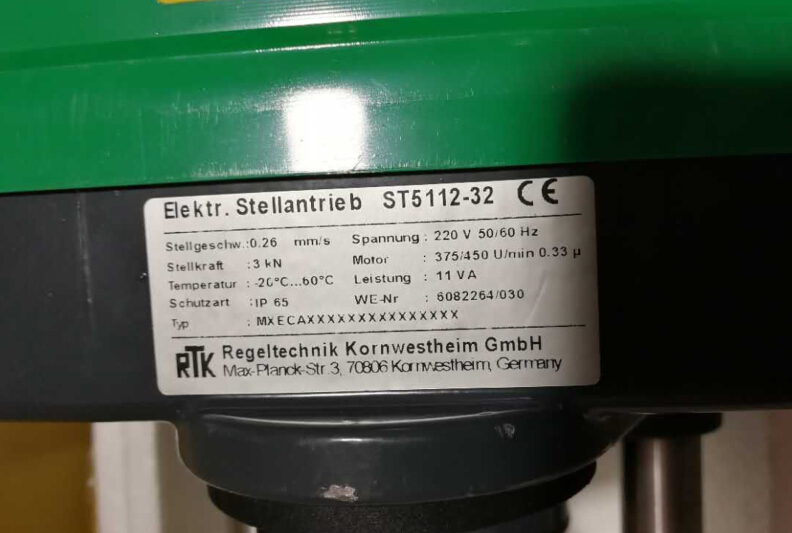 Elektr. Stellantrieb ST5112-32 CE
Stellgeschw.:0.26 mm/s Spannung : 220 V 50/60 Hz
Stellkraft :3 kN Motor : 375/450 U/min 0.33 µ
Temperatur : -20°C...60°C Leistung : 11 VA
Schutzart :IP 65 WE-Nr : 6082264/030
Typ : MXECAXXXXXXXXXXXXXXXX
RTK Regeltechnik Kornwestheim GmbH
Max-Planck-Str 3, 70806 Kornwestheim, Germany